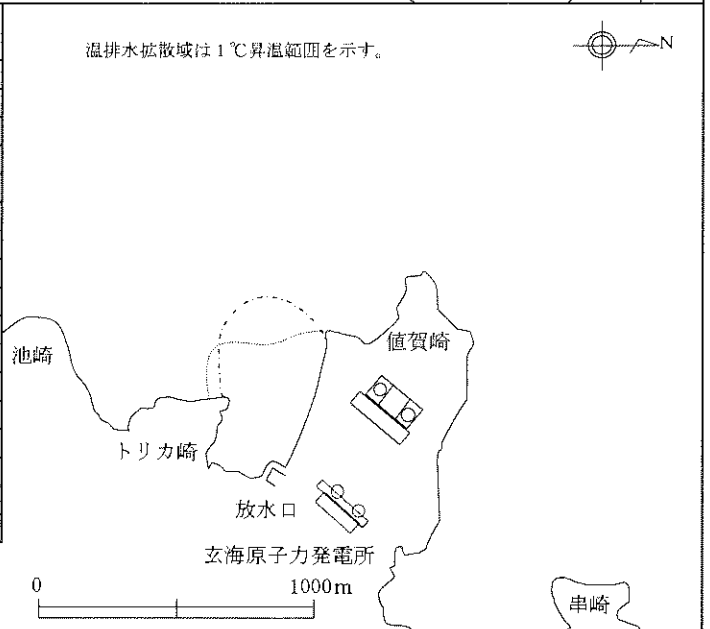 温排水拡散域は1℃昇温範囲を示す。
N
池崎
値賀崎
トリカ崎
放水口
玄海原子力発電所
0 1000m
串崎